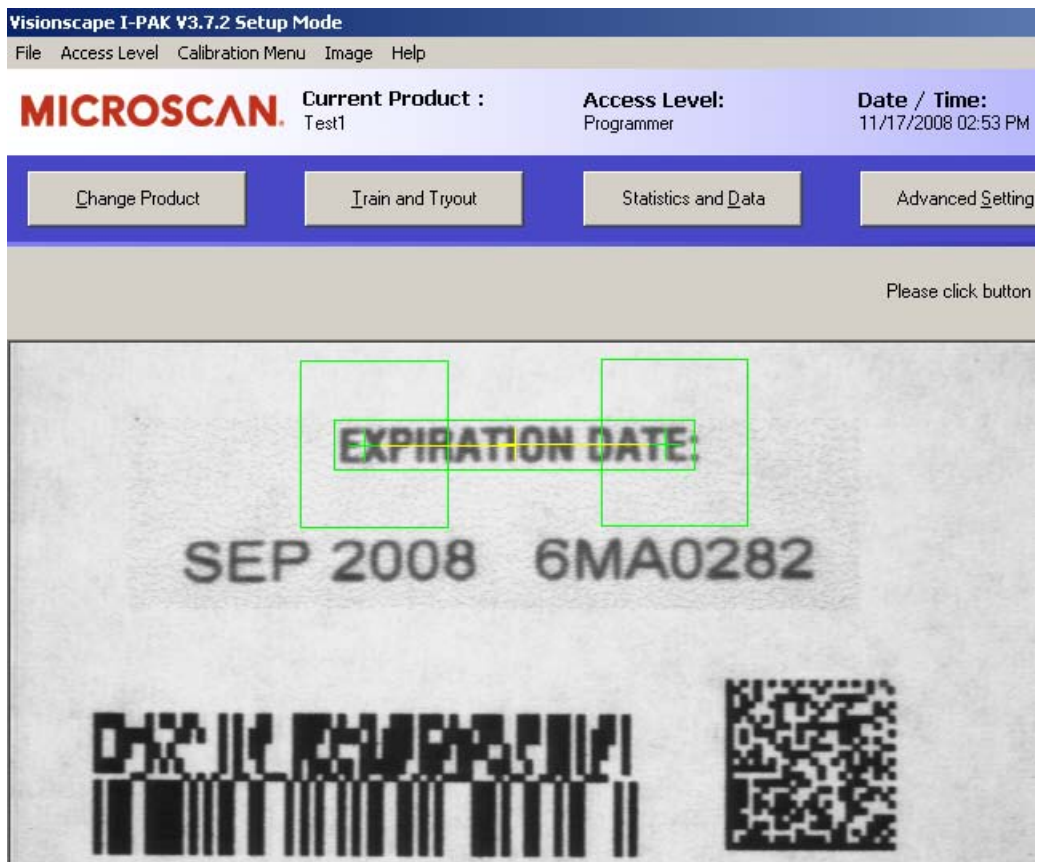 Visionscape I-PAK V3.7.2 Setup Mode
File Access Level Calibration Menu Image Help
MICROSCAN. Current Product : Access Level: Date / Time:
Test1 Programmer 11/17/2008 02:53 PM
Change Product Train and Tryout Statistics and Data Advanced Setting
Please click button
EXPIRATION DATE:
SEP 2008 6MA0282